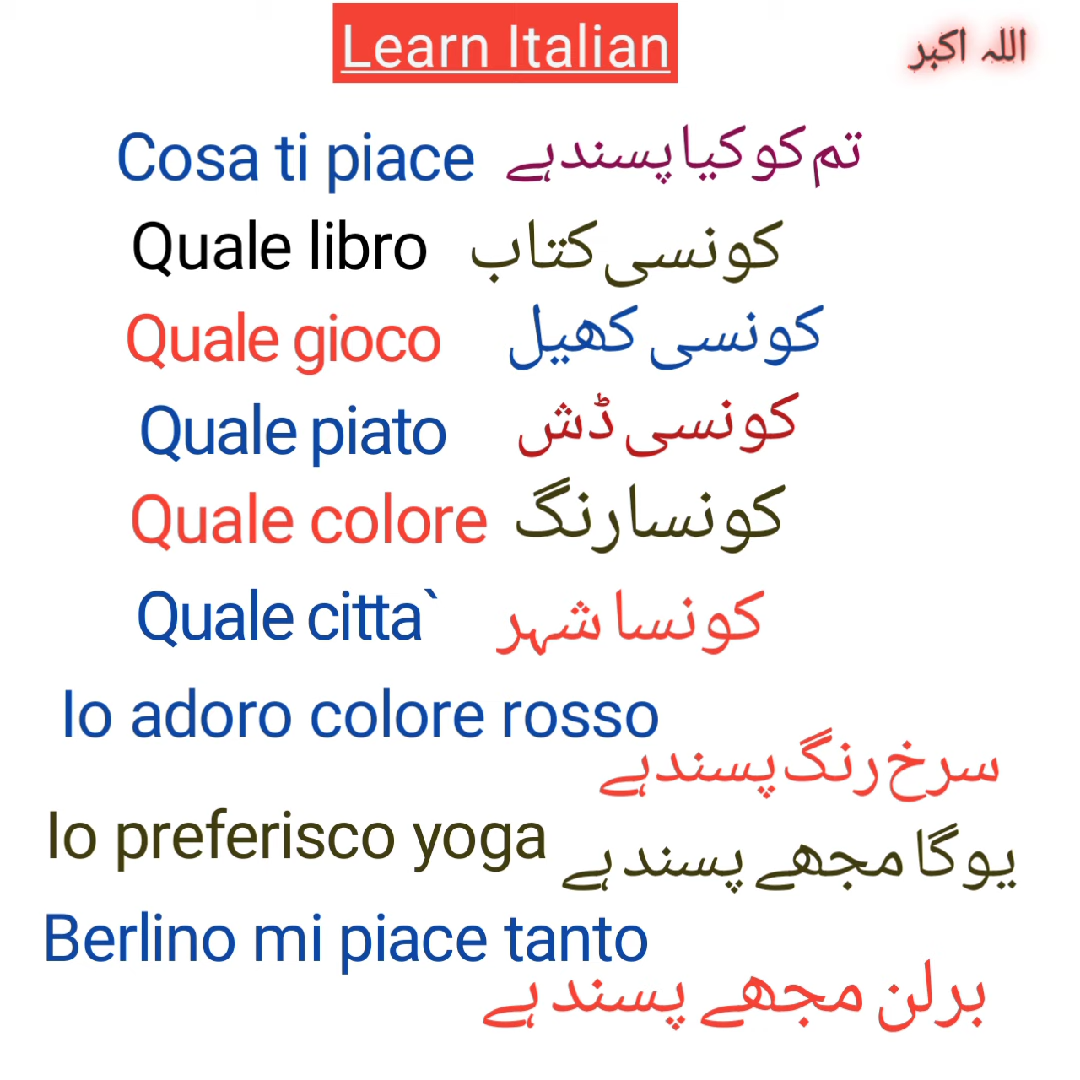 Learn Italian
اللہ اکبر
Cosa ti piace تم کو کیا پسند ہے
Quale libro کونسی کتاب
Quale gioco کونسی کھیل
Quale piato کونسی ڈش
Quale colore کونسا رنگ
Quale citta` کونسا شہر
Io adoro colore rosso
سرخ رنگ پسند ہے
Io preferisco yoga یوگا مجھے پسند ہے
Berlino mi piace tanto
برلن مجھے پسند ہے